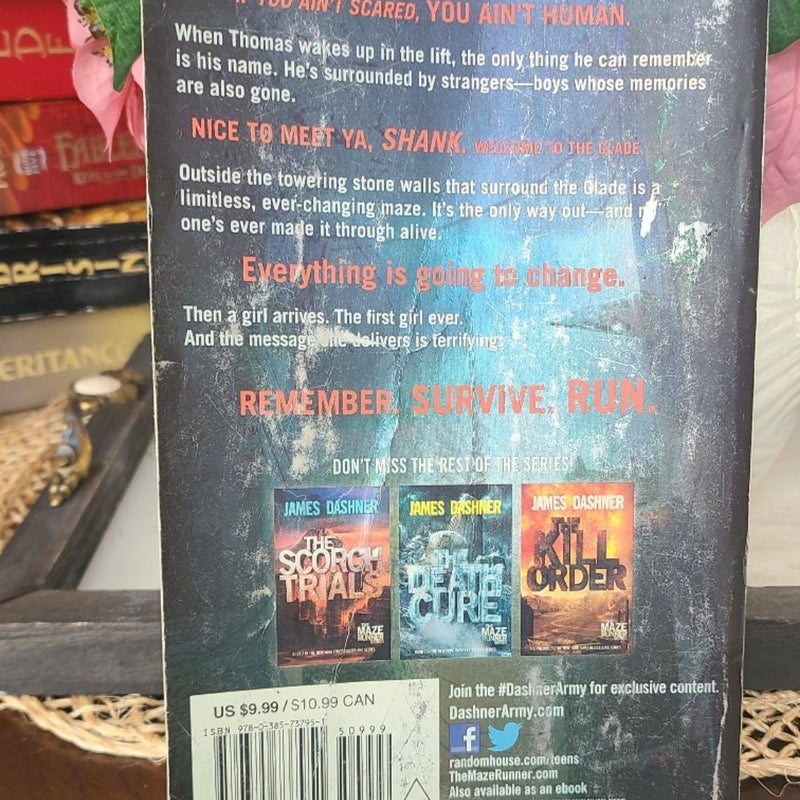 YOU AIN'T SCARED, YOU AIN'T HUMAN.
When Thomas wakes up in the lift, the only thing he can remember
is his name. He's surrounded by strangers—boys whose memories
are also gone.
NICE TO MEET YA, SHANK. WELCOME TO THE GLADE.
Outside the towering stone walls that surround the Glade is a
limitless, ever-changing maze. It's the only way out—and
one's ever made it through alive.
Everything is going to change.
Then a girl arrives. The first girl ever.
And the message she delivers is terrifying.
REMEMBER. SURVIVE. RUN.
DON'T MISS THE REST OF THE SERIES!
JAMES DASHNER
THE
SCORCH
TRIALS
MAZE
RUNNER
JAMES DASHNER
THE
DEATH
CURE
MAZE
RUNNER
JAMES DASHNER
THE
KILL
ORDER
MAZE
RUNNER
US $9.99 / $10.99 CAN
ISBN 978-0-385-73795-1
50999
Join the #DashnerArmy for exclusive content.
DashnerArmy.com
f
randomhouse.com/teens
TheMazeRunner.com
Also available as an ebook
FABLE
ERITANC